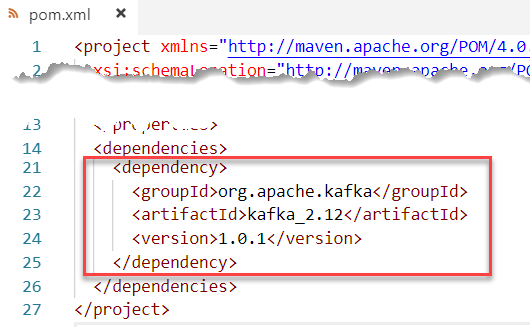 pom.xml ×
1 <project xmlns="http://maven.apache.org/POM/4.0.
2 xsi:schemaLocation="http://maven.apache.org/PO
13 </properties>
14 <dependencies>
21 <dependency>
22 <groupId>org.apache.kafka</groupId>
23 <artifactId>kafka_2.12</artifactId>
24 <version>1.0.1</version>
25 </dependency>
26 </dependencies>
27 </project>